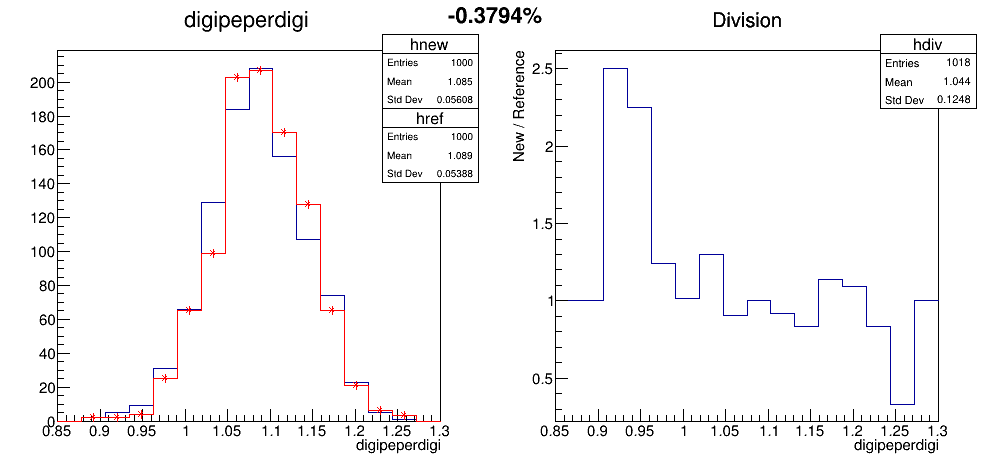 -0.3794%
digipeperdigi
hnew
Entries 1000
Mean 1.085
Std Dev 0.05608
href
Entries 1000
Mean 1.089
Std Dev 0.05388
200
180
160
140
120
100
80
60
40
20
0
0.85 0.9 0.95 1 1.05 1.1 1.15 1.2 1.25 1.3
digipeperdigi
Division
hdiv
Entries 1018
Mean 1.044
Std Dev 0.1248
New / Reference
2.5
2
1.5
1
0.5
0.85 0.9 0.95 1 1.05 1.1 1.15 1.2 1.25 1.3
digipeperdigi